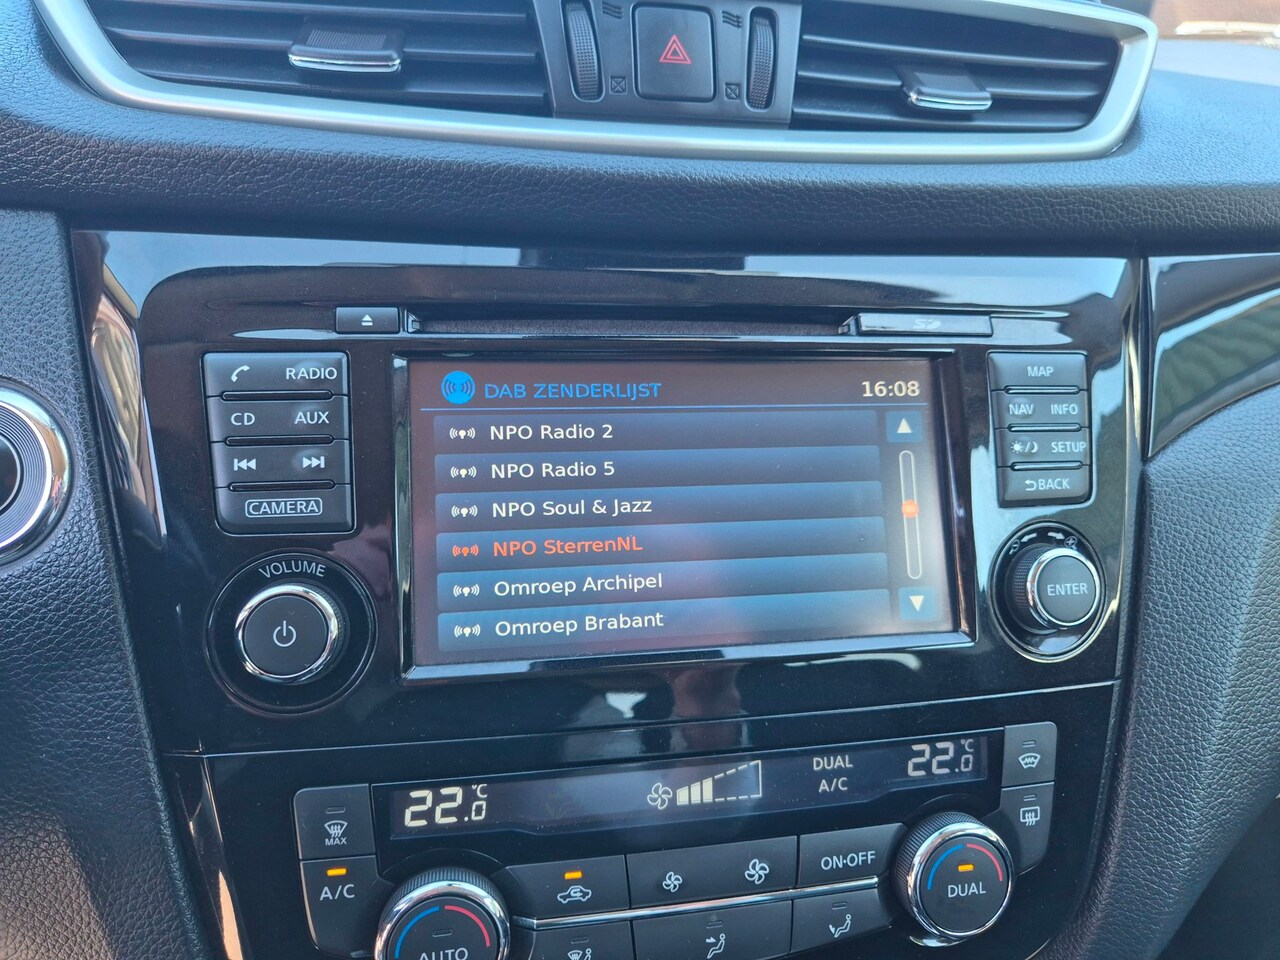 SD
RADIO
CD AUX
CAMERA
VOLUME
DAB ZENDERLIJST 16:08
NPO Radio 2
NPO Radio 5
NPO Soul & Jazz
NPO SterrenNL
Omroep Archipel
Omroep Brabant
MAP
NAV INFO
SETUP
BACK
ENTER
22.0 °C
DUAL
A/C
22.0 °C
MAX
A/C
AUTO
ON·OFF
DUAL